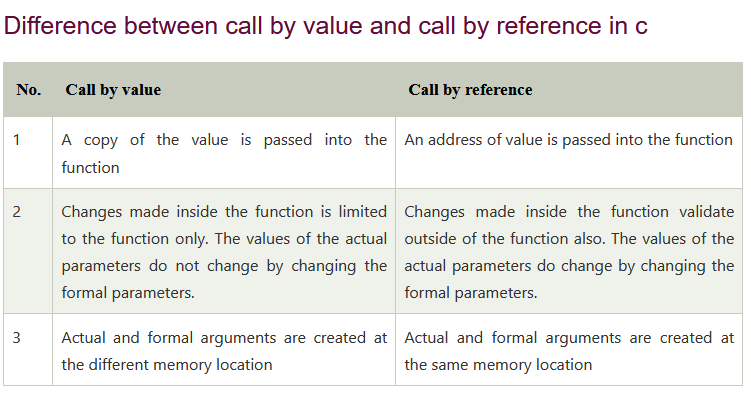 Difference between call by value and call by reference in c
No. Call by value Call by reference
1 A copy of the value is passed into the function
An address of value is passed into the function
2 Changes made inside the function is limited
to the function only. The values of the actual
parameters do not change by changing the
formal parameters.
Changes made inside the function validate
outside of the function also. The values of the
actual parameters do change by changing the
formal parameters.
3 Actual and formal arguments are created at
the different memory location
Actual and formal arguments are created at
the same memory location